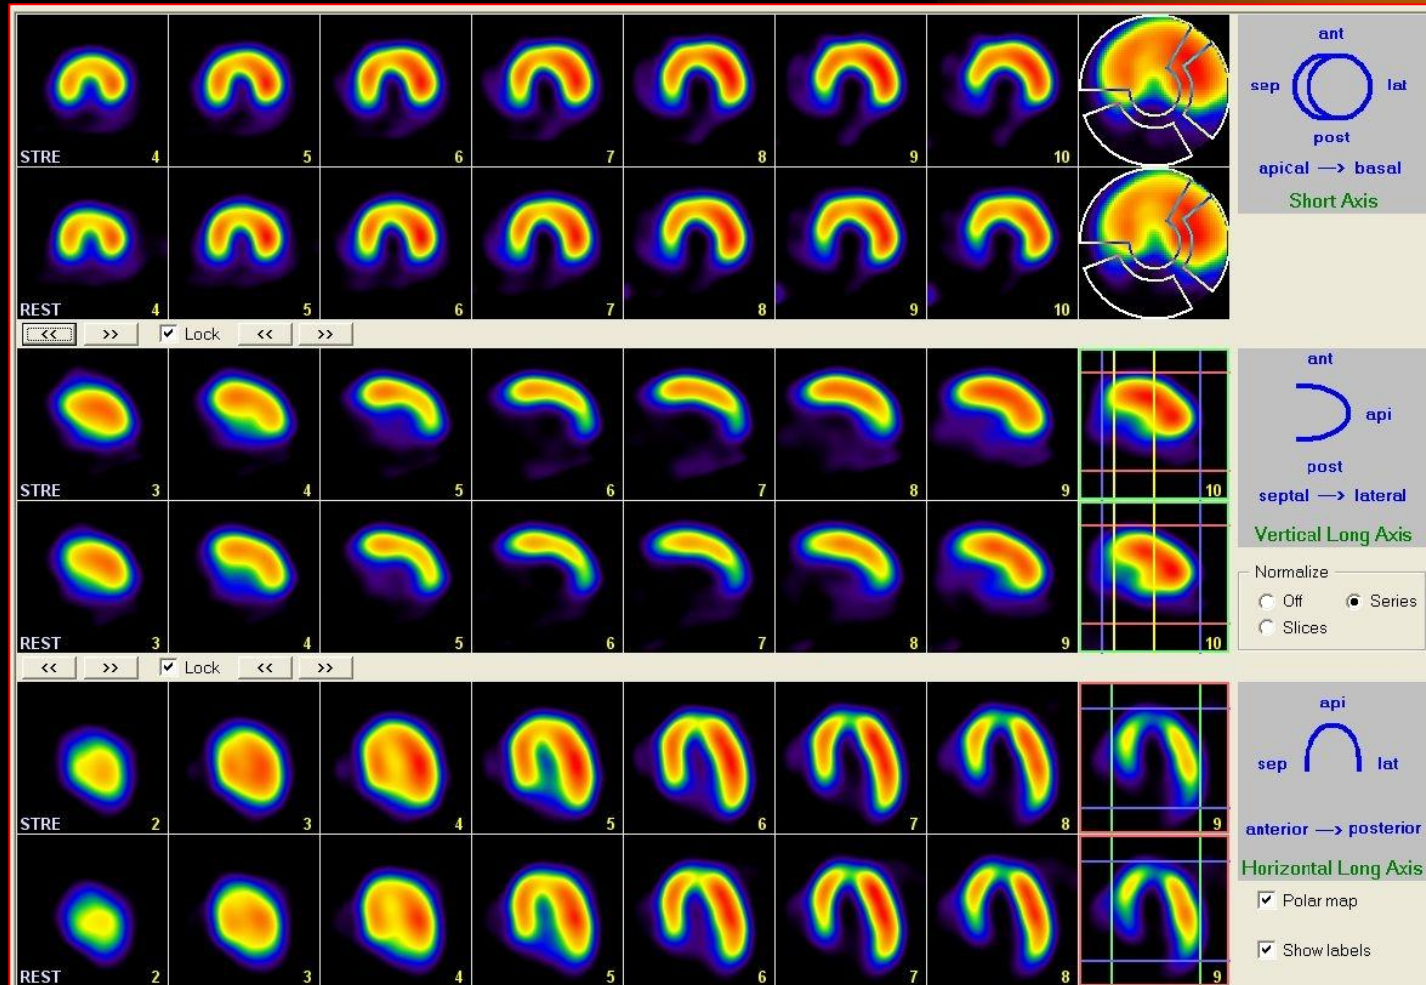 STRE 4 5 6 7 8 9 10
REST 4 5 6 7 8 9 10
ant
sep lat
post
apical —> basal
Short Axis
<< >> Lock << >>
STRE 3 4 5 6 7 8 9 10
REST 3 4 5 6 7 8 9 10
ant
api
post
septal —> lateral
Vertical Long Axis
Normalize
Off Series
Slices
<< >> Lock << >>
STRE 2 3 4 5 6 7 8 9
REST 2 3 4 5 6 7 8 9
api
sep lat
anterior —> posterior
Horizontal Long Axis
Polar map
Show labels